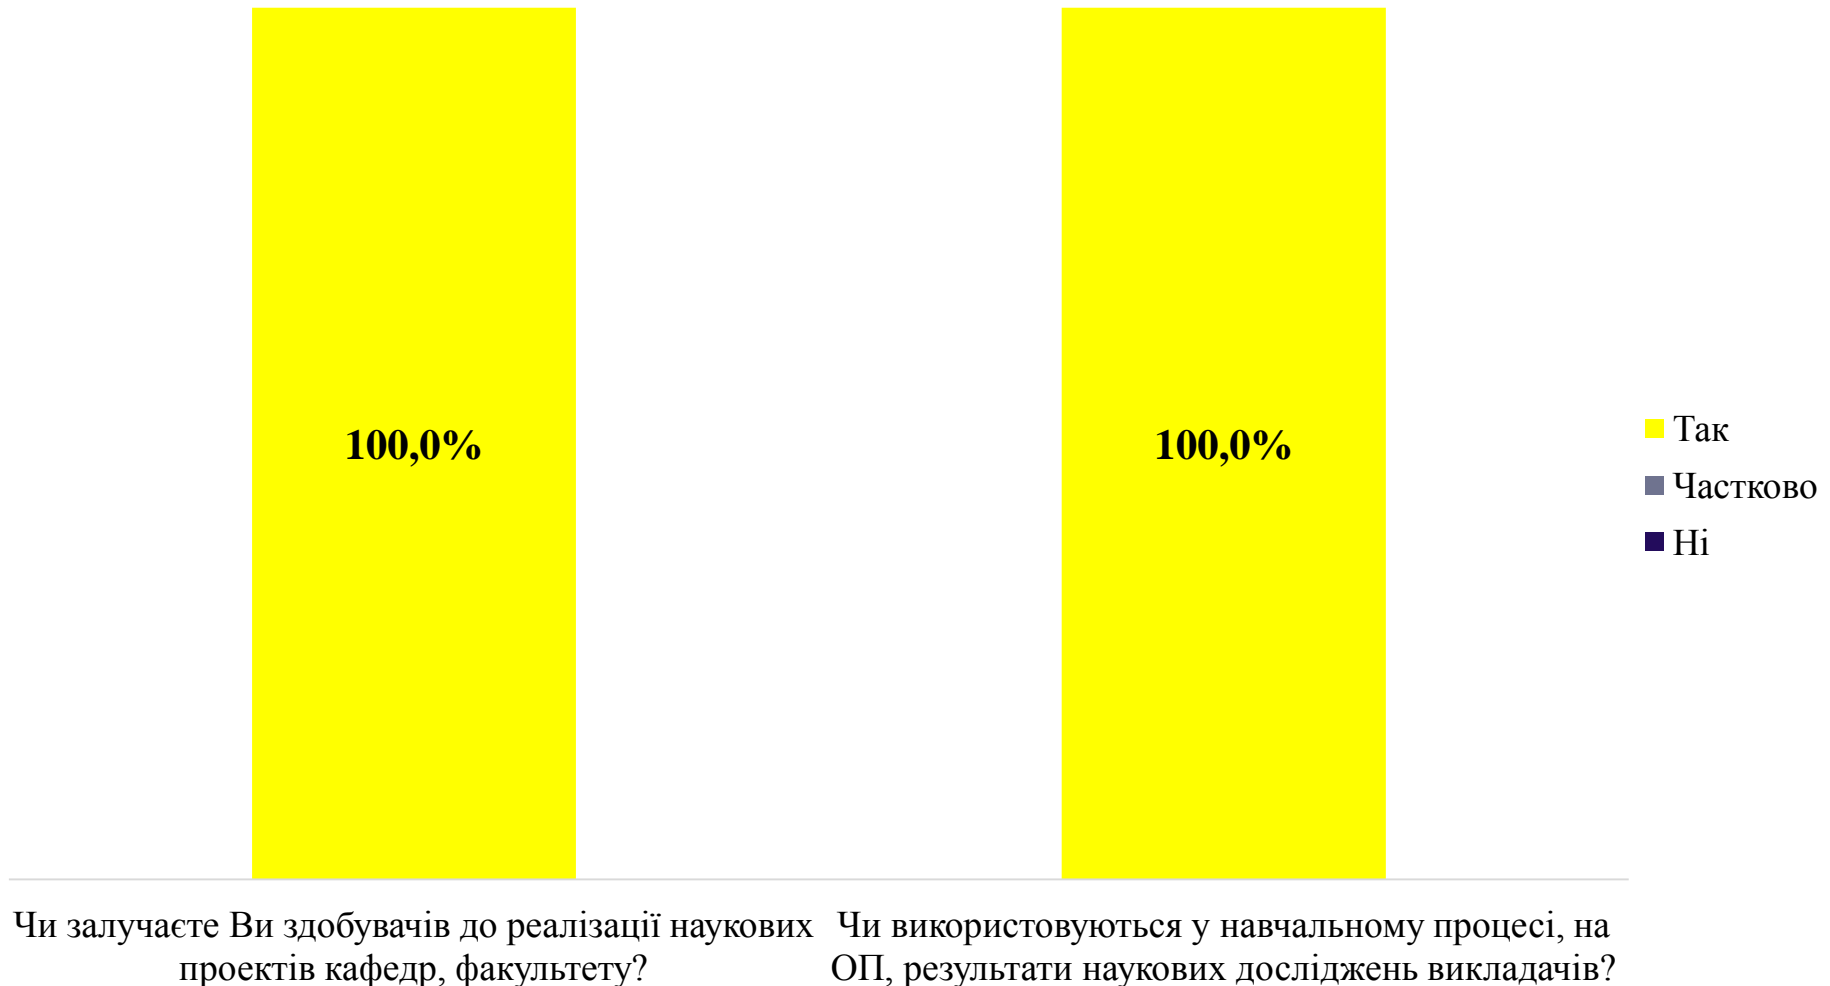 100,0%
100,0%
Так
Частково
Ні
Чи залучаєте Ви здобувачів до реалізації наукових
проектів кафедр, факультету?
Чи використовуються у навчальному процесі, на
ОП, результати наукових досліджень викладачів?